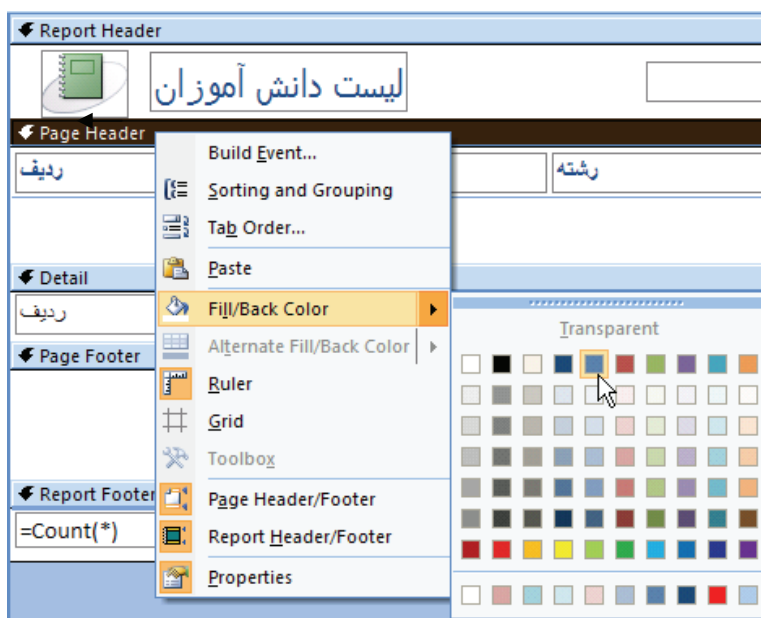 Report Header
لیست دانش آموزان
Page Header
ردیف
رشته
Build Event...
Sorting and Grouping
Tab Order...
Paste
Fill/Back Color
Alternate Fill/Back Color
Ruler
Grid
Toolbox
Page Header/Footer
Report Header/Footer
Properties
Transparent
Detail
ردیف
Page Footer
Report Footer
=Count(*)